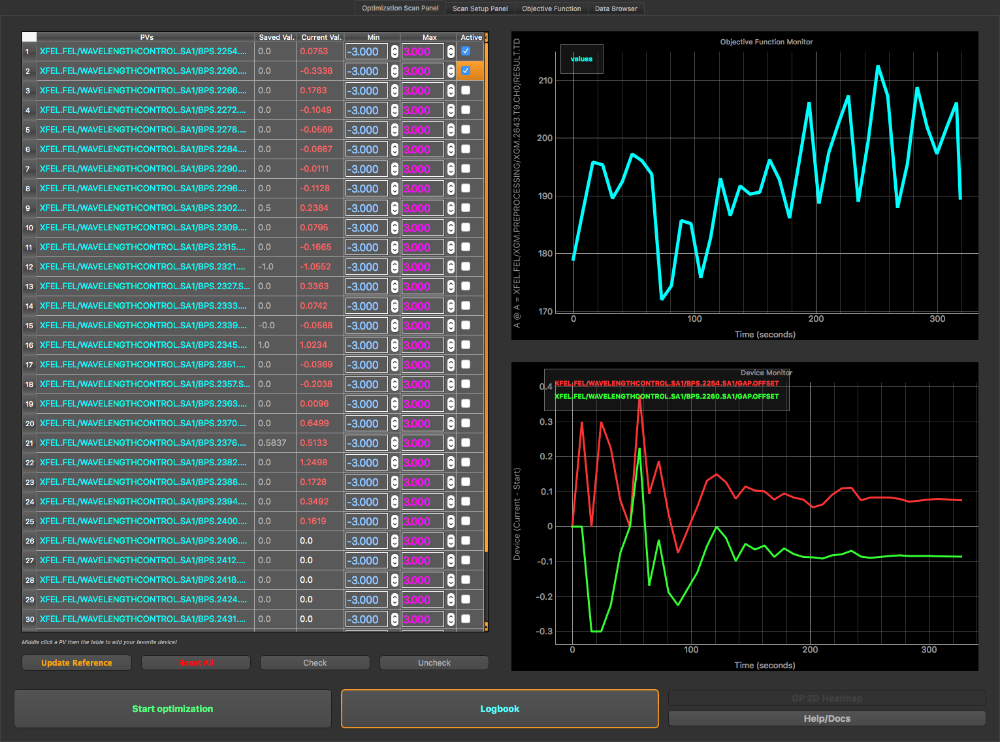 Optimization Scan Panel Scan Setup Panel Objective Function Data Browser
PVs Saved Val. Current Val. Min Max Active
1 XFEL.FEL/WAVELENGTHCONTROL.SA1/BPS.2254.... 0.0 0.0753 -3.000 3.000
2 XFEL.FEL/WAVELENGTHCONTROL.SA1/BPS.2260.... 0.0 -0.3338 -3.000 3.000
3 XFEL.FEL/WAVELENGTHCONTROL.SA1/BPS.2266.... 0.0 0.1763 -3.000 3.000
4 XFEL.FEL/WAVELENGTHCONTROL.SA1/BPS.2272.... 0.0 -0.1049 -3.000 3.000
5 XFEL.FEL/WAVELENGTHCONTROL.SA1/BPS.2278.... 0.0 -0.0569 -3.000 3.000
6 XFEL.FEL/WAVELENGTHCONTROL.SA1/BPS.2284.... 0.0 -0.0667 -3.000 3.000
7 XFEL.FEL/WAVELENGTHCONTROL.SA1/BPS.2290.... 0.0 -0.0111 -3.000 3.000
8 XFEL.FEL/WAVELENGTHCONTROL.SA1/BPS.2296.... 0.0 -0.1128 -3.000 3.000
9 XFEL.FEL/WAVELENGTHCONTROL.SA1/BPS.2302.... 0.5 0.2384 -3.000 3.000
10 XFEL.FEL/WAVELENGTHCONTROL.SA1/BPS.2309.... 0.0 0.0795 -3.000 3.000
11 XFEL.FEL/WAVELENGTHCONTROL.SA1/BPS.2315.... 0.0 -0.1665 -3.000 3.000
12 XFEL.FEL/WAVELENGTHCONTROL.SA1/BPS.2321.... -1.0 -1.0552 -3.000 3.000
13 XFEL.FEL/WAVELENGTHCONTROL.SA1/BPS.2327.S... 0.0 0.3363 -3.000 3.000
14 XFEL.FEL/WAVELENGTHCONTROL.SA1/BPS.2333.... 0.0 0.0742 -3.000 3.000
15 XFEL.FEL/WAVELENGTHCONTROL.SA1/BPS.2339.... -0.0 -0.0588 -3.000 3.000
16 XFEL.FEL/WAVELENGTHCONTROL.SA1/BPS.2345.... 1.0 1.0234 -3.000 3.000
17 XFEL.FEL/WAVELENGTHCONTROL.SA1/BPS.2351.... 0.0 -0.0369 -3.000 3.000
18 XFEL.FEL/WAVELENGTHCONTROL.SA1/BPS.2357.S... 0.0 -0.2038 -3.000 3.000
19 XFEL.FEL/WAVELENGTHCONTROL.SA1/BPS.2363.... 0.0 0.0096 -3.000 3.000
20 XFEL.FEL/WAVELENGTHCONTROL.SA1/BPS.2370.... 0.0 0.6499 -3.000 3.000
21 XFEL.FEL/WAVELENGTHCONTROL.SA1/BPS.2376.... 0.5837 0.5133 -3.000 3.000
22 XFEL.FEL/WAVELENGTHCONTROL.SA1/BPS.2382.... 0.0 1.2498 -3.000 3.000
23 XFEL.FEL/WAVELENGTHCONTROL.SA1/BPS.2388.... 0.0 0.1728 -3.000 3.000
24 XFEL.FEL/WAVELENGTHCONTROL.SA1/BPS.2394.... 0.0 0.3492 -3.000 3.000
25 XFEL.FEL/WAVELENGTHCONTROL.SA1/BPS.2400.... 0.0 0.1619 -3.000 3.000
26 XFEL.FEL/WAVELENGTHCONTROL.SA1/BPS.2406.... 0.0 0.0 -3.000 3.000
27 XFEL.FEL/WAVELENGTHCONTROL.SA1/BPS.2412.... 0.0 0.0 -3.000 3.000
28 XFEL.FEL/WAVELENGTHCONTROL.SA1/BPS.2418.... 0.0 0.0 -3.000 3.000
29 XFEL.FEL/WAVELENGTHCONTROL.SA1/BPS.2424.... 0.0 0.0 -3.000 3.000
30 XFEL.FEL/WAVELENGTHCONTROL.SA1/BPS.2431.... 0.0 0.0 -3.000 3.000
Middle click a PV then the table to add your favorite device!
Update Reference Reset All Check Uncheck
Start optimization Logbook
GP 2D Heatmap
Help/Docs
Objective Function Monitor
values
A @ A = XFEL.FEL/XGM.PREPROCESSING/XGM.2643.T9.CH0/RESULT.TD
210
200
190
180
170
0 100 200 300
Time (seconds)
Device Monitor
XFEL.FEL/WAVELENGTHCONTROL.SA1/BPS.2254.SA1/GAP.OFFSET
XFEL.FEL/WAVELENGTHCONTROL.SA1/BPS.2260.SA1/GAP.OFFSET
Device (Current - Start)
0.4
0.3
0.2
0.1
0
-0.1
-0.2
-0.3
0 100 200 300
Time (seconds)